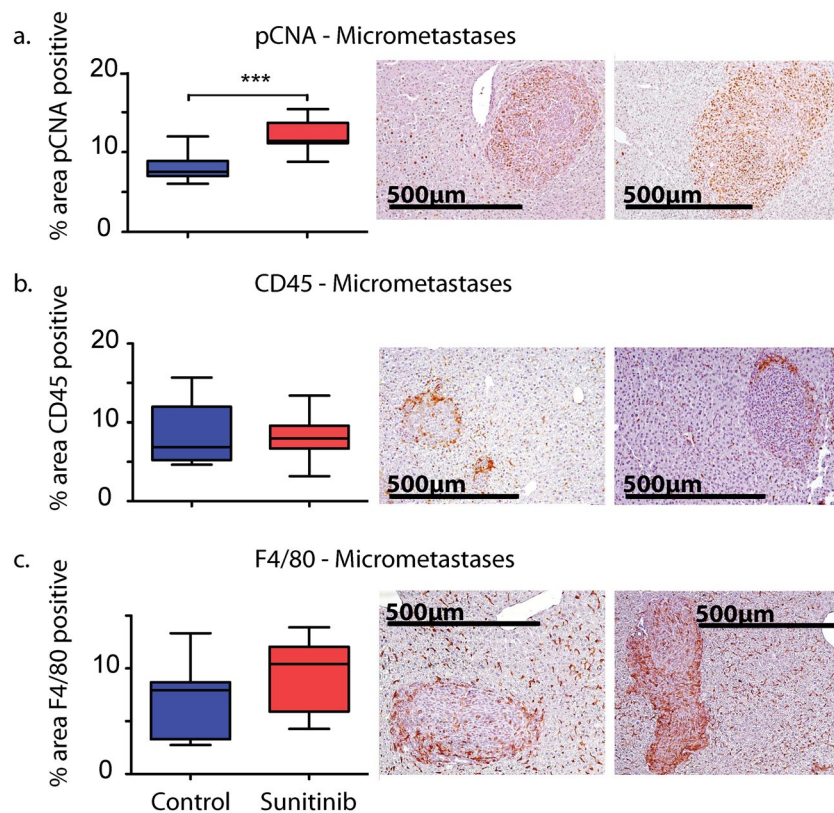 a.
pCNA - Micrometastases
% area pCNA positive
20
10
0
***
500µm
500µm
b.
CD45 - Micrometastases
% area CD45 positive
20
10
0
500µm
500µm
c.
F4/80 - Micrometastases
% area F4/80 positive
10
0
500µm
500µm
Control
Sunitinib